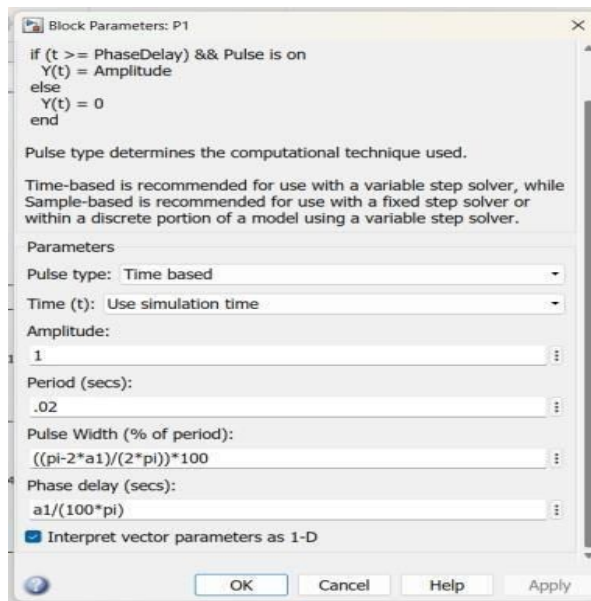 Block Parameters: P1
if (t >= PhaseDelay) && Pulse is on
Y(t) = Amplitude
else
Y(t) = 0
end
Pulse type determines the computational technique used.
Time-based is recommended for use with a variable step solver, while
Sample-based is recommended for use with a fixed step solver or
within a discrete portion of a model using a variable step solver.
Parameters
Pulse type: Time based
Time (t): Use simulation time
Amplitude:
1
Period (secs):
.02
Pulse Width (% of period):
((pi-2*a1)/(2*pi))*100
Phase delay (secs):
a1/(100*pi)
Interpret vector parameters as 1-D
OK Cancel Help Apply